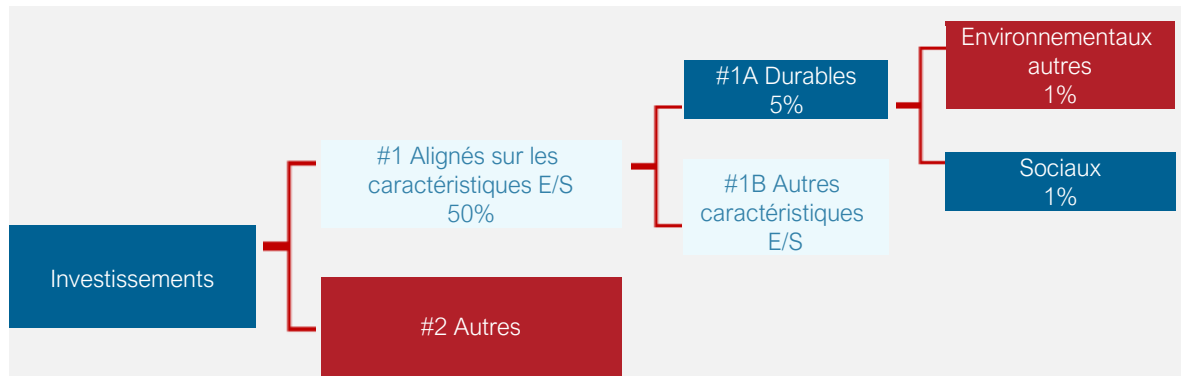 Investissements
#1 Alignés sur les
caractéristiques E/S
50%
#2 Autres
#1A Durables
5%
#1B Autres
caractéristiques
E/S
Environnementaux
autres
1%
Sociaux
1%